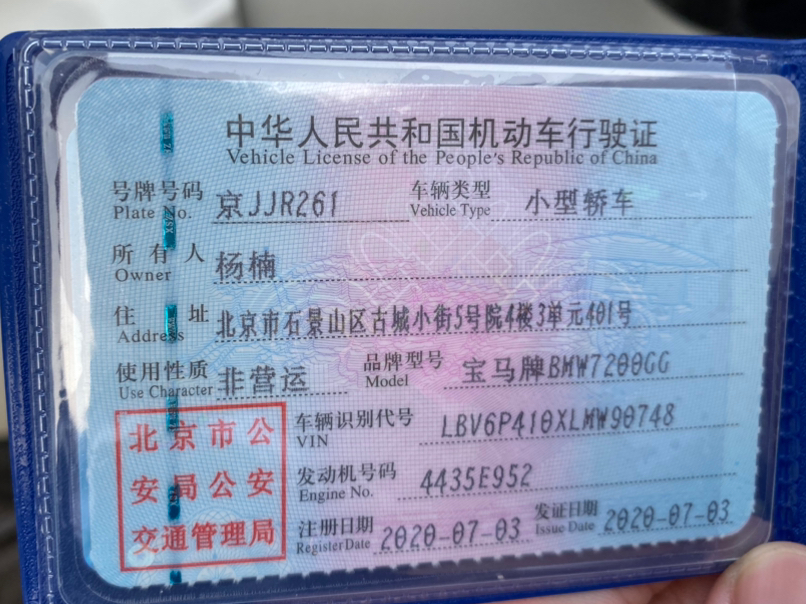 中华人民共和国机动车行驶证
Vehicle License of the People's Republic of China
号牌号码 京JJR261 车辆类型 小型轿车
Plate No. Vehicle Type
所有人 杨楠
Owner
住址 北京市石景山区古城小街5号院4楼3单元401号
Address
使用性质 非营运 品牌型号 宝马牌BMW7200GG
Use Character Model
北京市公 车辆识别代号 LBV6P410XLMW90748
VIN
安局公安 发动机号码 4435E952
Engine No.
交通管理局 注册日期 2020-07-03 发证日期 2020-07-03
Register Date Issue Date